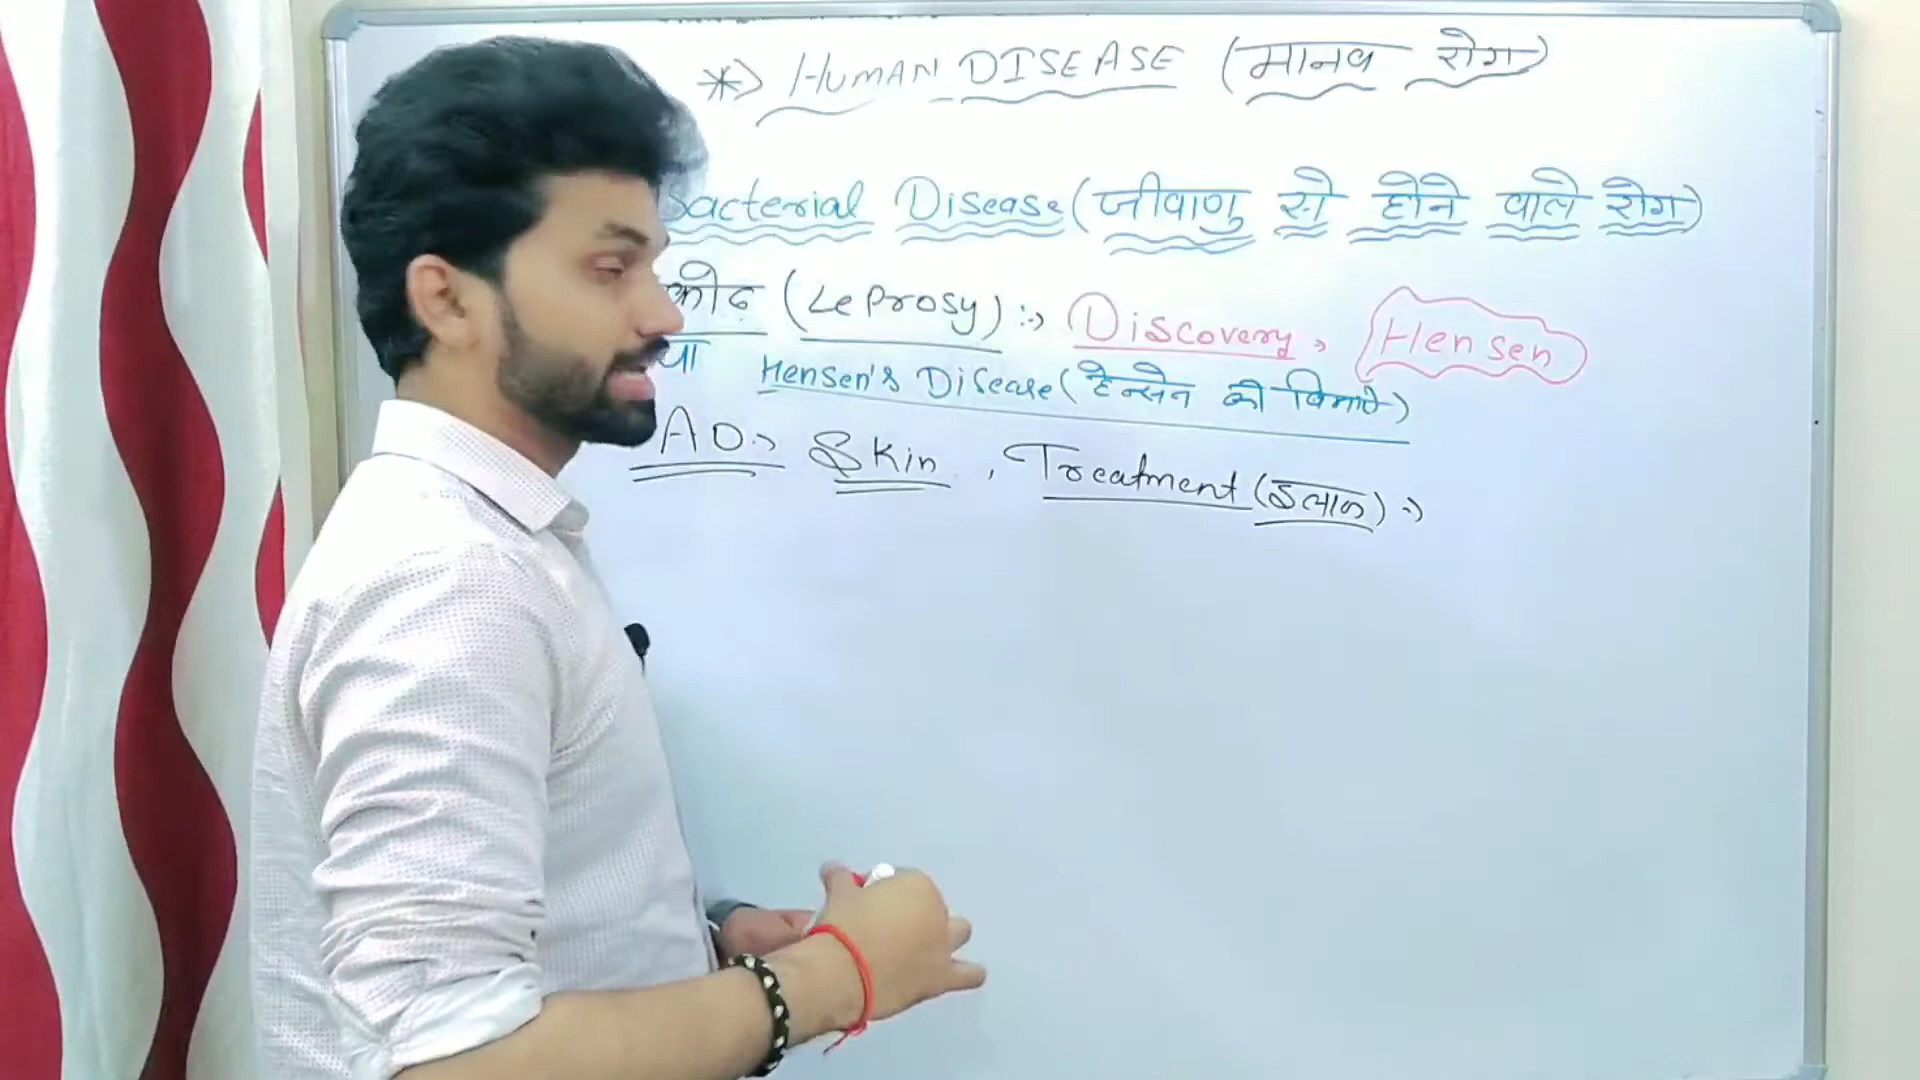 *> HUMAN DISEASE (मानव रोग)
Bacterial Disease (जीवाणु से होने वाले रोग)
कोढ़ (Leprosy) :-> Discovery, Hensen
या Hensen's Disease (हेन्सेन की बिमारी)
AO:-> Skin, Treatment (इलाज) :->